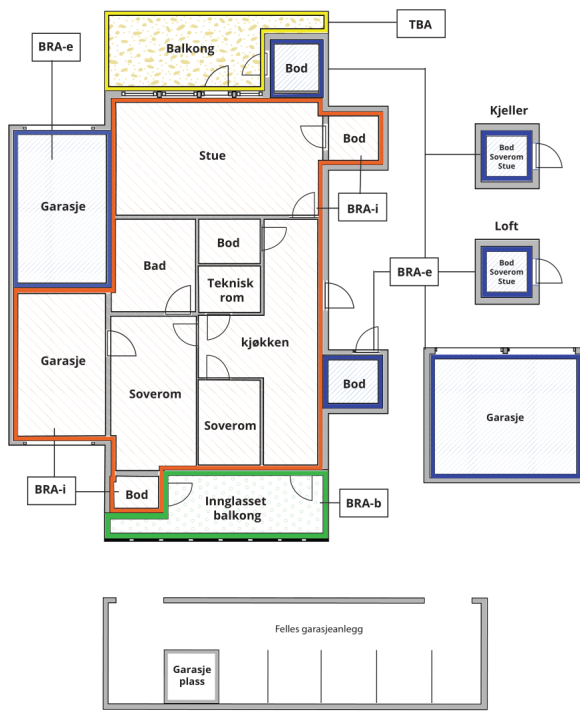 TBA
BRA-e
Balkong
Bod
Kjeller
Bod
Soverom
Stue
Stue
Bod
Garasje
BRA-i
Loft
Bod
Bad
Teknisk
rom
BRA-e
Bod
Soverom
Stue
Garasje
kjøkken
Soverom
Bod
Soverom
Garasje
BRA-i
Bod
Innglasset
balkong
BRA-b
Felles garasjeanlegg
Garasje
plass